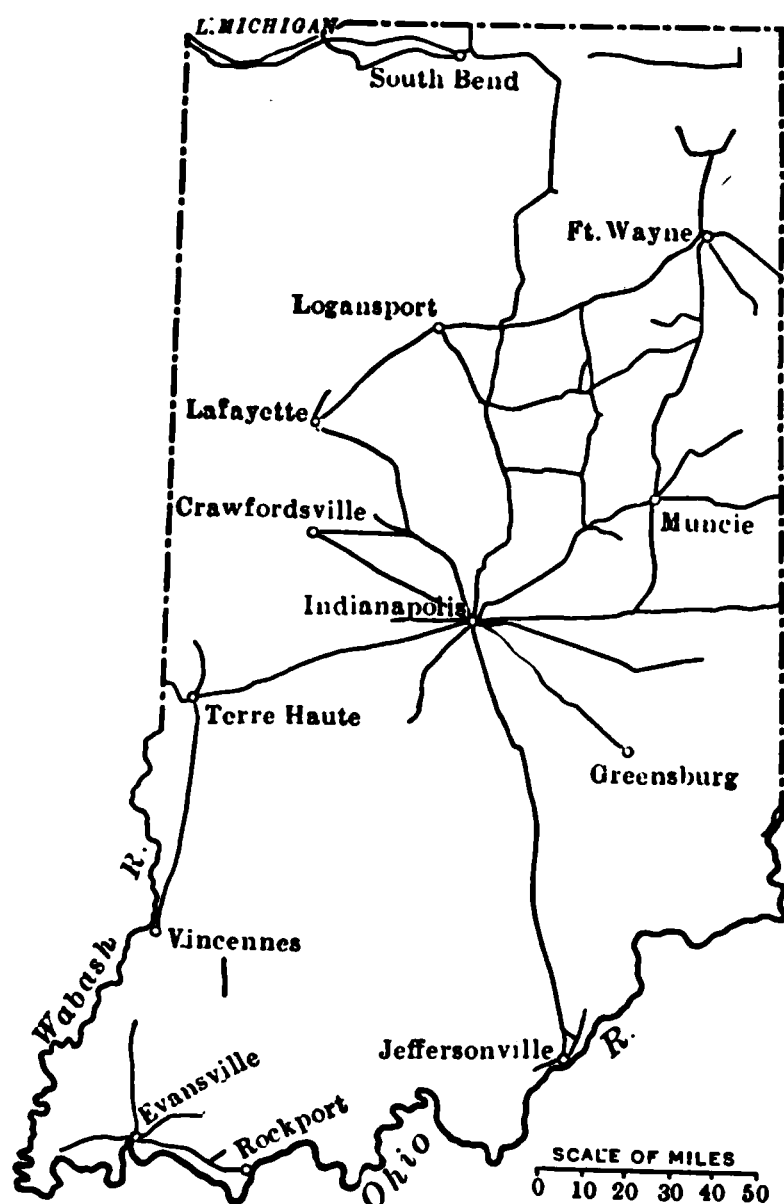 L. MICHIGAN
South Bend
Ft. Wayne
Logansport
Lafayette
Crawfordsville
Muncie
Indianapolis
Terre Haute
Greensburg
Wabash R.
Vincennes
Jeffersonville
Evansville
Rockport
Ohio R.
SCALE OF MILES
0 10 20 30 40 50